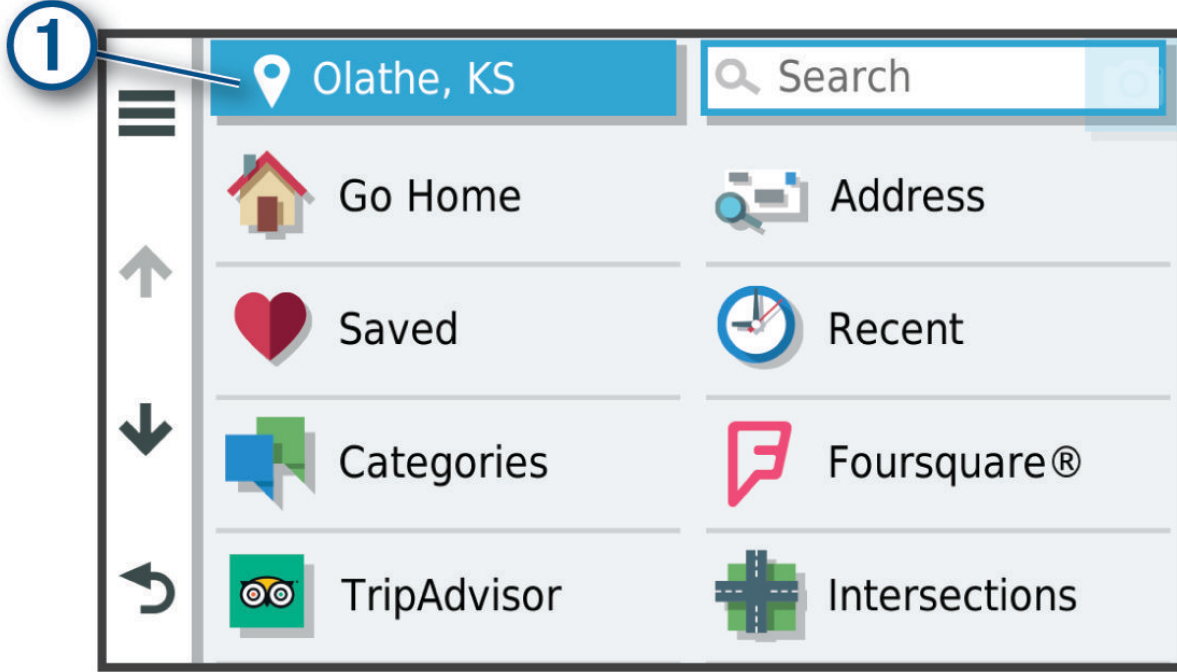 1
Olathe, KS
Search
Go Home
Address
Saved
Recent
Categories
Foursquare®
TripAdvisor
Intersections